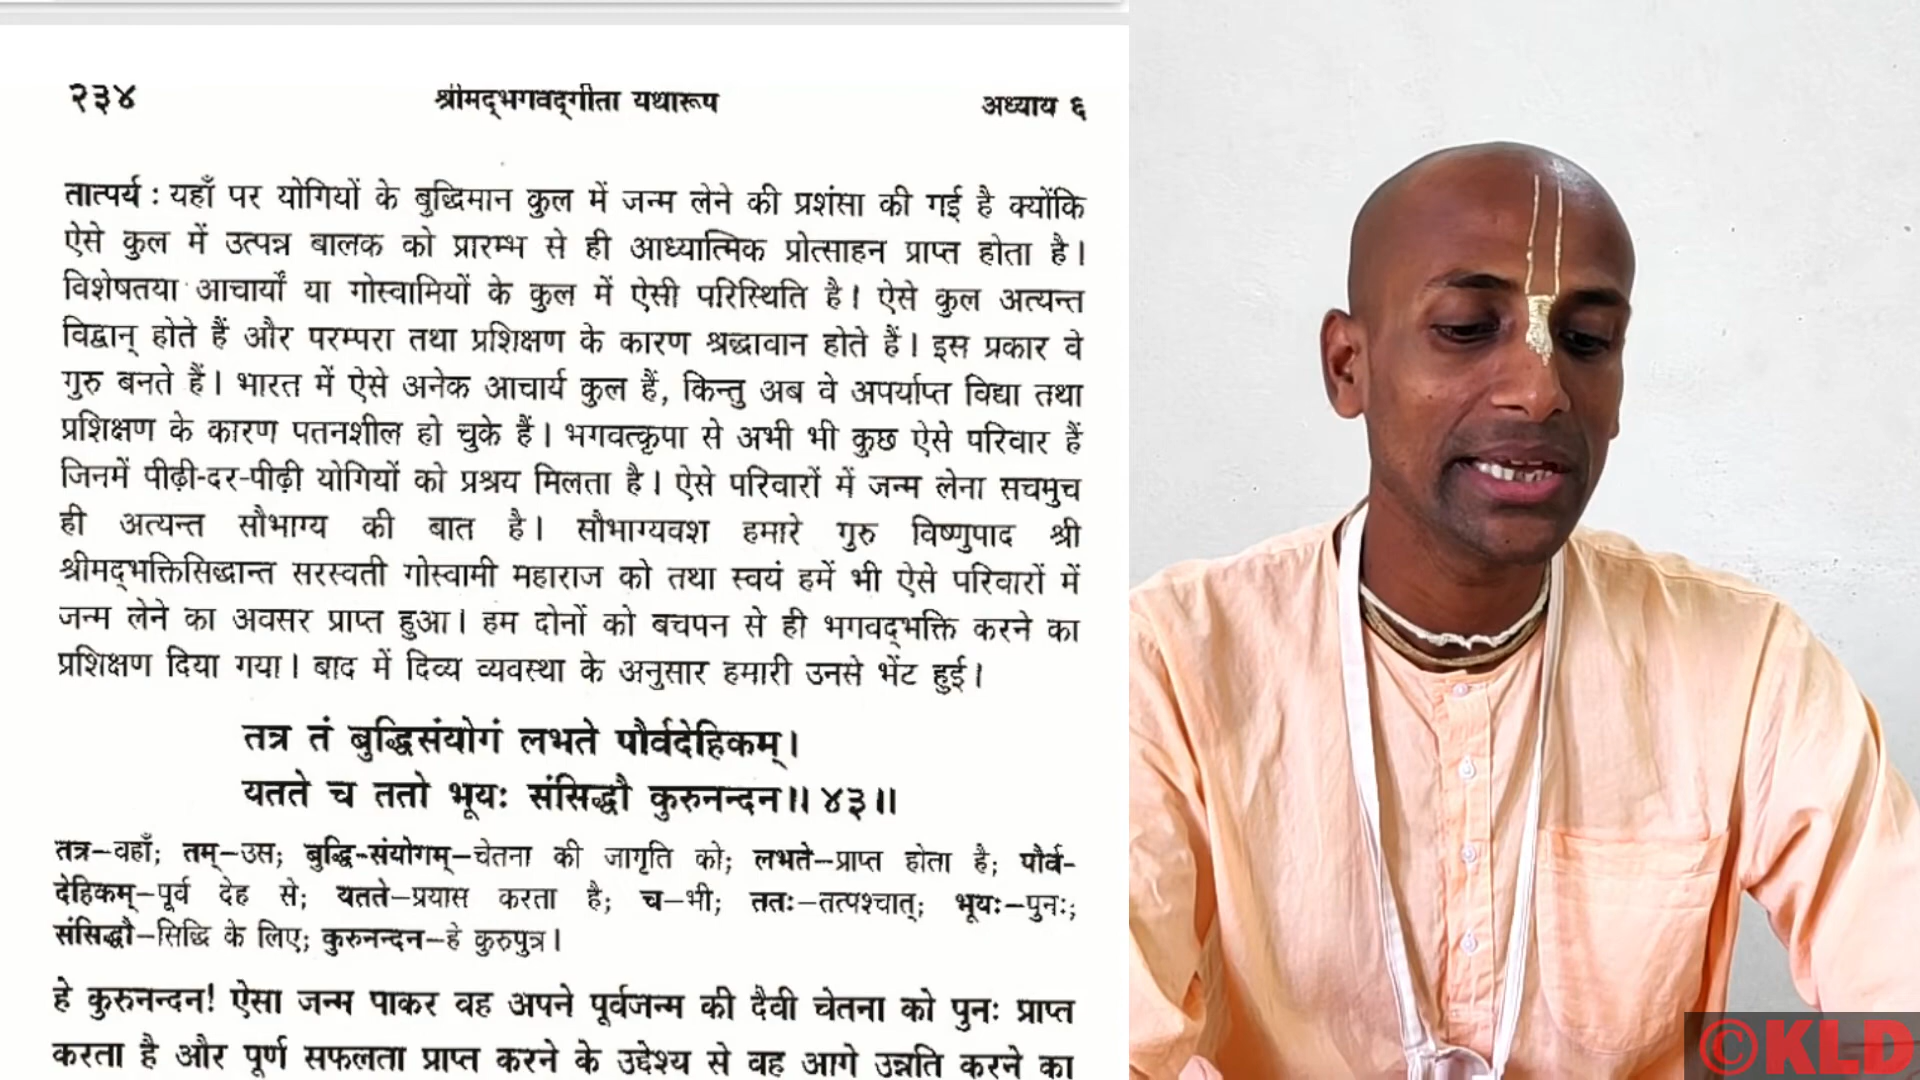 २३४ श्रीमद्भगवद्गीता यथारूप अध्याय ६
तात्पर्य : यहाँ पर योगियों के बुद्धिमान कुल में जन्म लेने की प्रशंसा की गई है क्योंकि
ऐसे कुल में उत्पन्न बालक को प्रारम्भ से ही आध्यात्मिक प्रोत्साहन प्राप्त होता है।
विशेषतया आचार्यों या गोस्वामियों के कुल में ऐसी परिस्थिति है। ऐसे कुल अत्यन्त
विद्वान् होते हैं और परम्परा तथा प्रशिक्षण के कारण श्रद्धावान होते हैं। इस प्रकार वे
गुरु बनते हैं। भारत में ऐसे अनेक आचार्य कुल हैं, किन्तु अब वे अपर्याप्त विद्या तथा
प्रशिक्षण के कारण पतनशील हो चुके हैं। भगवत्कृपा से अभी भी कुछ ऐसे परिवार हैं
जिनमें पीढ़ी-दर-पीढ़ी योगियों को प्रश्रय मिलता है। ऐसे परिवारों में जन्म लेना सचमुच
ही अत्यन्त सौभाग्य की बात है। सौभाग्यवश हमारे गुरु विष्णुपाद श्री
श्रीमद्भक्तिसिद्धान्त सरस्वती गोस्वामी महाराज को तथा स्वयं हमें भी ऐसे परिवारों में
जन्म लेने का अवसर प्राप्त हुआ। हम दोनों को बचपन से ही भगवद्भक्ति करने का
प्रशिक्षण दिया गया। बाद में दिव्य व्यवस्था के अनुसार हमारी उनसे भेंट हुई।
तत्र तं बुद्धिसंयोगं लभते पौर्वदेहिकम्।
यतते च ततो भूयः संसिद्धौ कुरुनन्दन॥ ४३॥
तत्र—वहाँ; तम्—उस; बुद्धि-संयोगम्—चेतना की जागृति को; लभते—प्राप्त होता है; पौर्व-
देहिकम्—पूर्व देह से; यतते—प्रयास करता है; च—भी; ततः—तत्पश्चात्; भूयः—पुनः;
संसिद्धौ—सिद्धि के लिए; कुरुनन्दन—हे कुरुपुत्र।
हे कुरुनन्दन! ऐसा जन्म पाकर वह अपने पूर्वजन्म की दैवी चेतना को पुनः प्राप्त
करता है और पूर्ण सफलता प्राप्त करने के उद्देश्य से वह आगे उन्नति करने का
©KLD